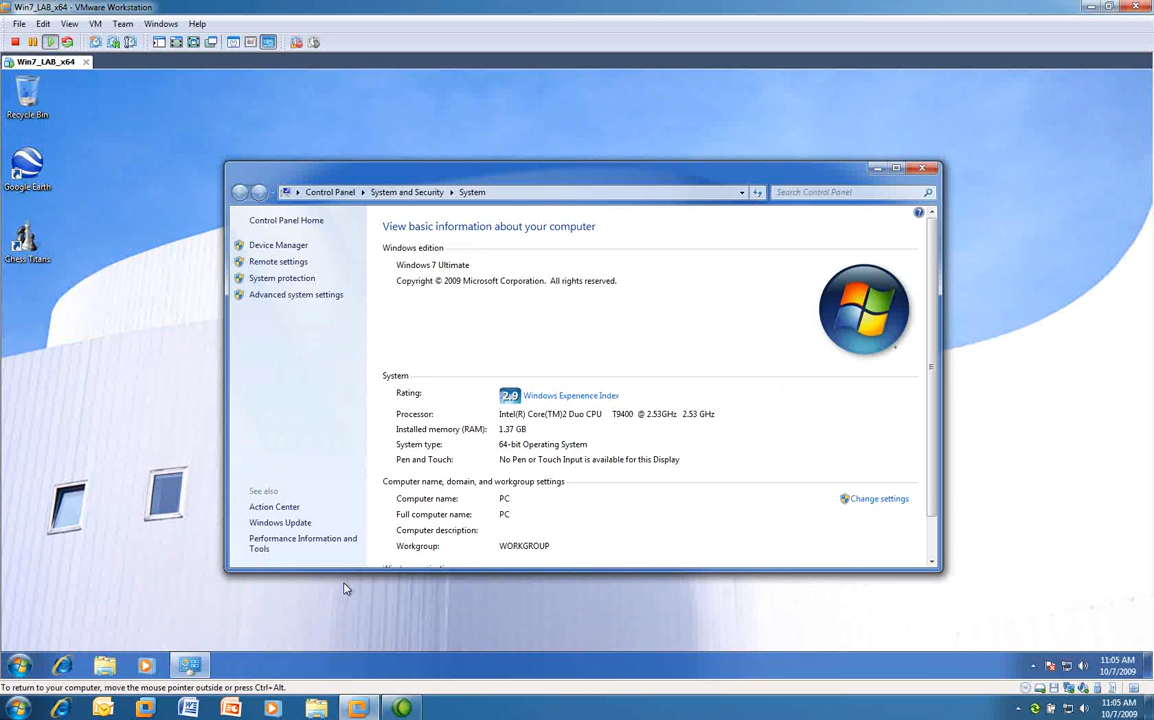 Win7_LAB_x64 - VMware Workstation
File Edit View VM Team Windows Help
Win7_LAB_x64
Recycle Bin
Google Earth
Chess Titans
Control Panel System and Security System
Search Control Panel
Control Panel Home
Device Manager
Remote settings
System protection
Advanced system settings
See also
Action Center
Windows Update
Performance Information and
Tools
View basic information about your computer
Windows edition
Windows 7 Ultimate
Copyright © 2009 Microsoft Corporation. All rights reserved.
System
Rating: 2.9 Windows Experience Index
Processor: Intel(R) Core(TM)2 Duo CPU T9400 @ 2.53GHz 2.53 GHz
Installed memory (RAM): 1.37 GB
System type: 64-bit Operating System
Pen and Touch: No Pen or Touch Input is available for this Display
Computer name, domain, and workgroup settings
Computer name: PC
Change settings
Full computer name: PC
Computer description:
Workgroup: WORKGROUP
11:05 AM
10/7/2009
To return to your computer, move the mouse pointer outside or press Ctrl+Alt.
11:05 AM
10/7/2009